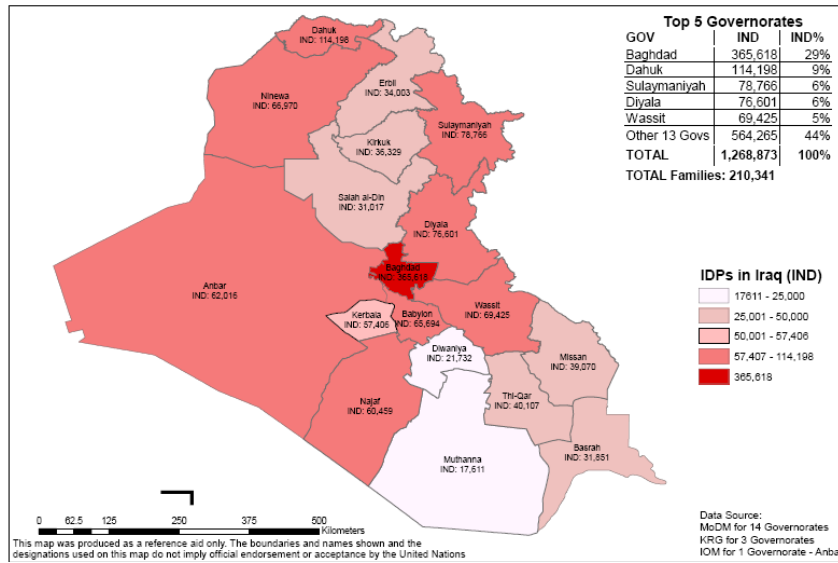 Top 5 Governorates
GOV IND IND%
Baghdad 365,618 29%
Dahuk 114,198 9%
Sulaymaniyah 78,766 6%
Diyala 76,601 6%
Wassit 69,425 5%
Other 13 Govs 564,265 44%
TOTAL 1,268,873 100%
TOTAL Families: 210,341
Dahuk
IND: 114,198
Erbil
IND: 34,003
Ninewa
IND: 66,970
Sulaymaniyah
IND: 78,766
Kirkuk
IND: 36,329
Salah al-Din
IND: 31,017
Diyala
IND: 76,601
Baghdad
IND: 365,618
Anbar
IND: 62,016
Kerbala
IND: 57,406
Babylon
IND: 65,694
Wassit
IND: 69,425
Diwaniya
IND: 21,732
Missan
IND: 39,070
Thi-Qar
IND: 40,107
Najaf
IND: 60,459
Muthanna
IND: 17,611
Basrah
IND: 31,851
IDPs in Iraq (IND)
17611 - 25,000
25,001 - 50,000
50,001 - 57,406
57,407 - 114,198
365,618
0 62.5 125 250 375 500
Kilometers
This map was produced as a reference aid only. The boundaries and names shown and the
designations used on this map do not imply official endorsement or acceptance by the United Nations
Data Source:
MoDM for 14 Governorates
KRG for 3 Governorates
IOM for 1 Governorate - Anba